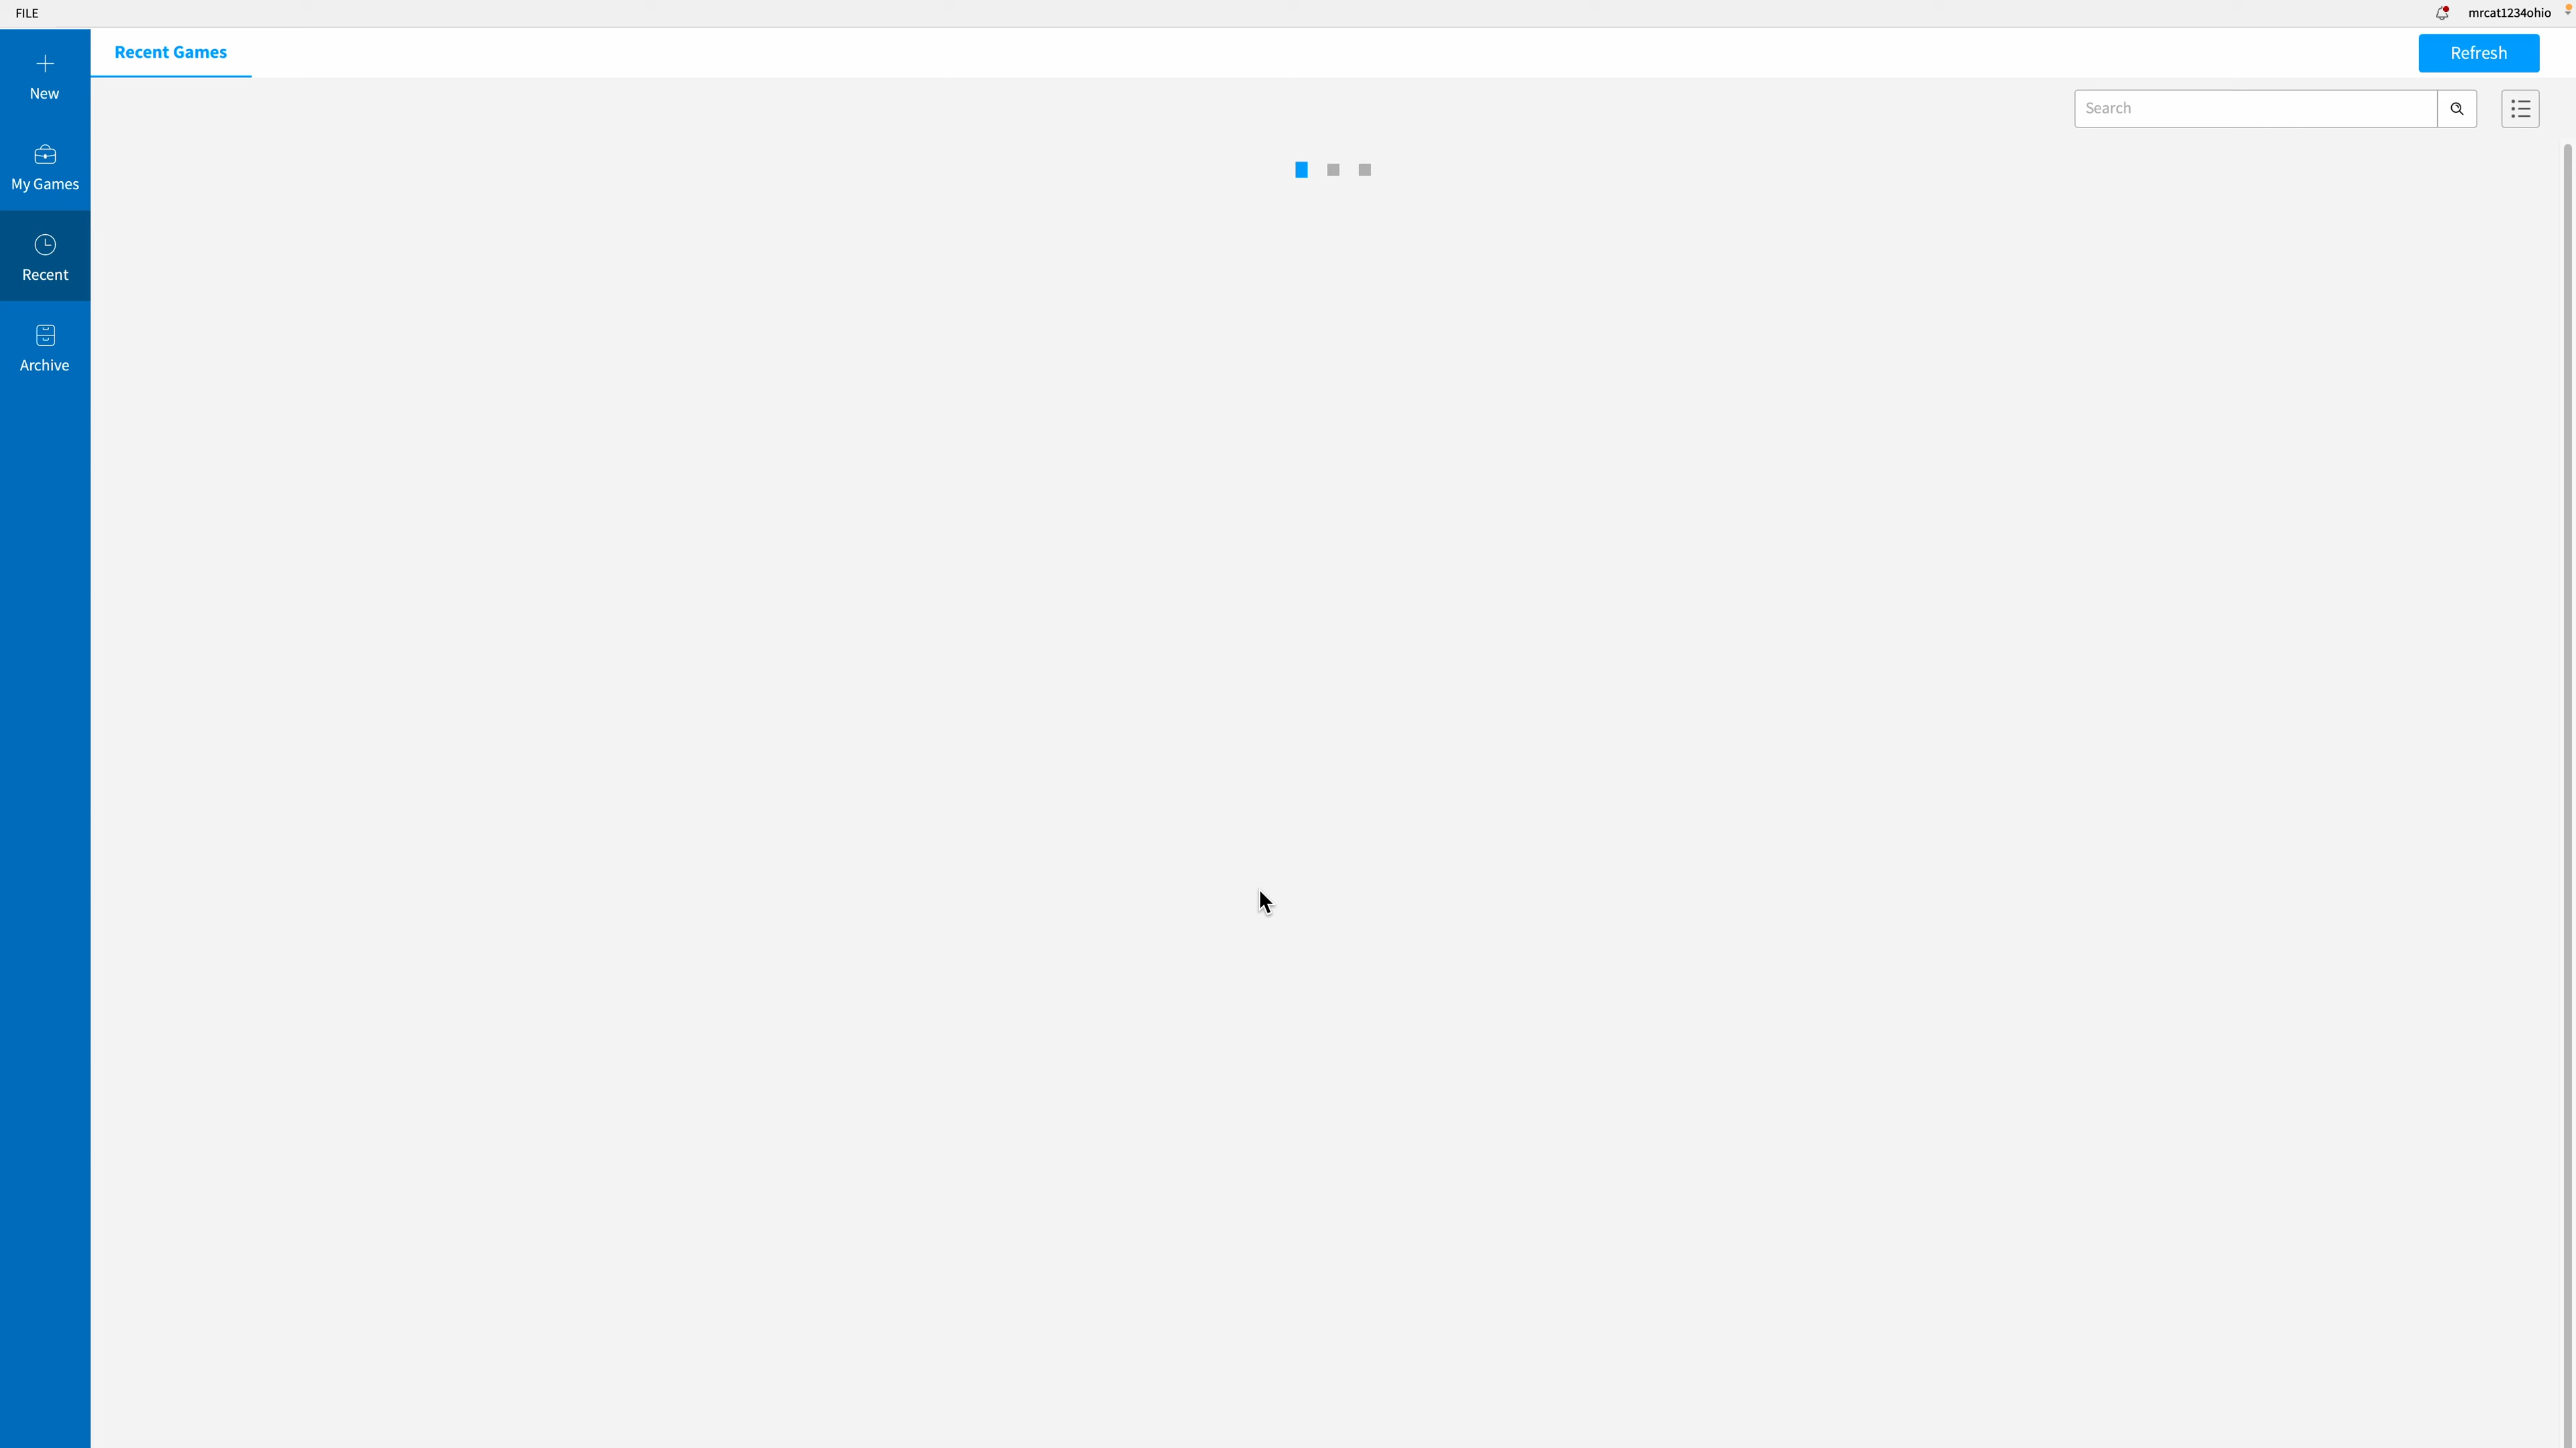 FILE
mrcat1234ohio
New
My Games
Recent
Archive
Recent Games
Refresh
Search